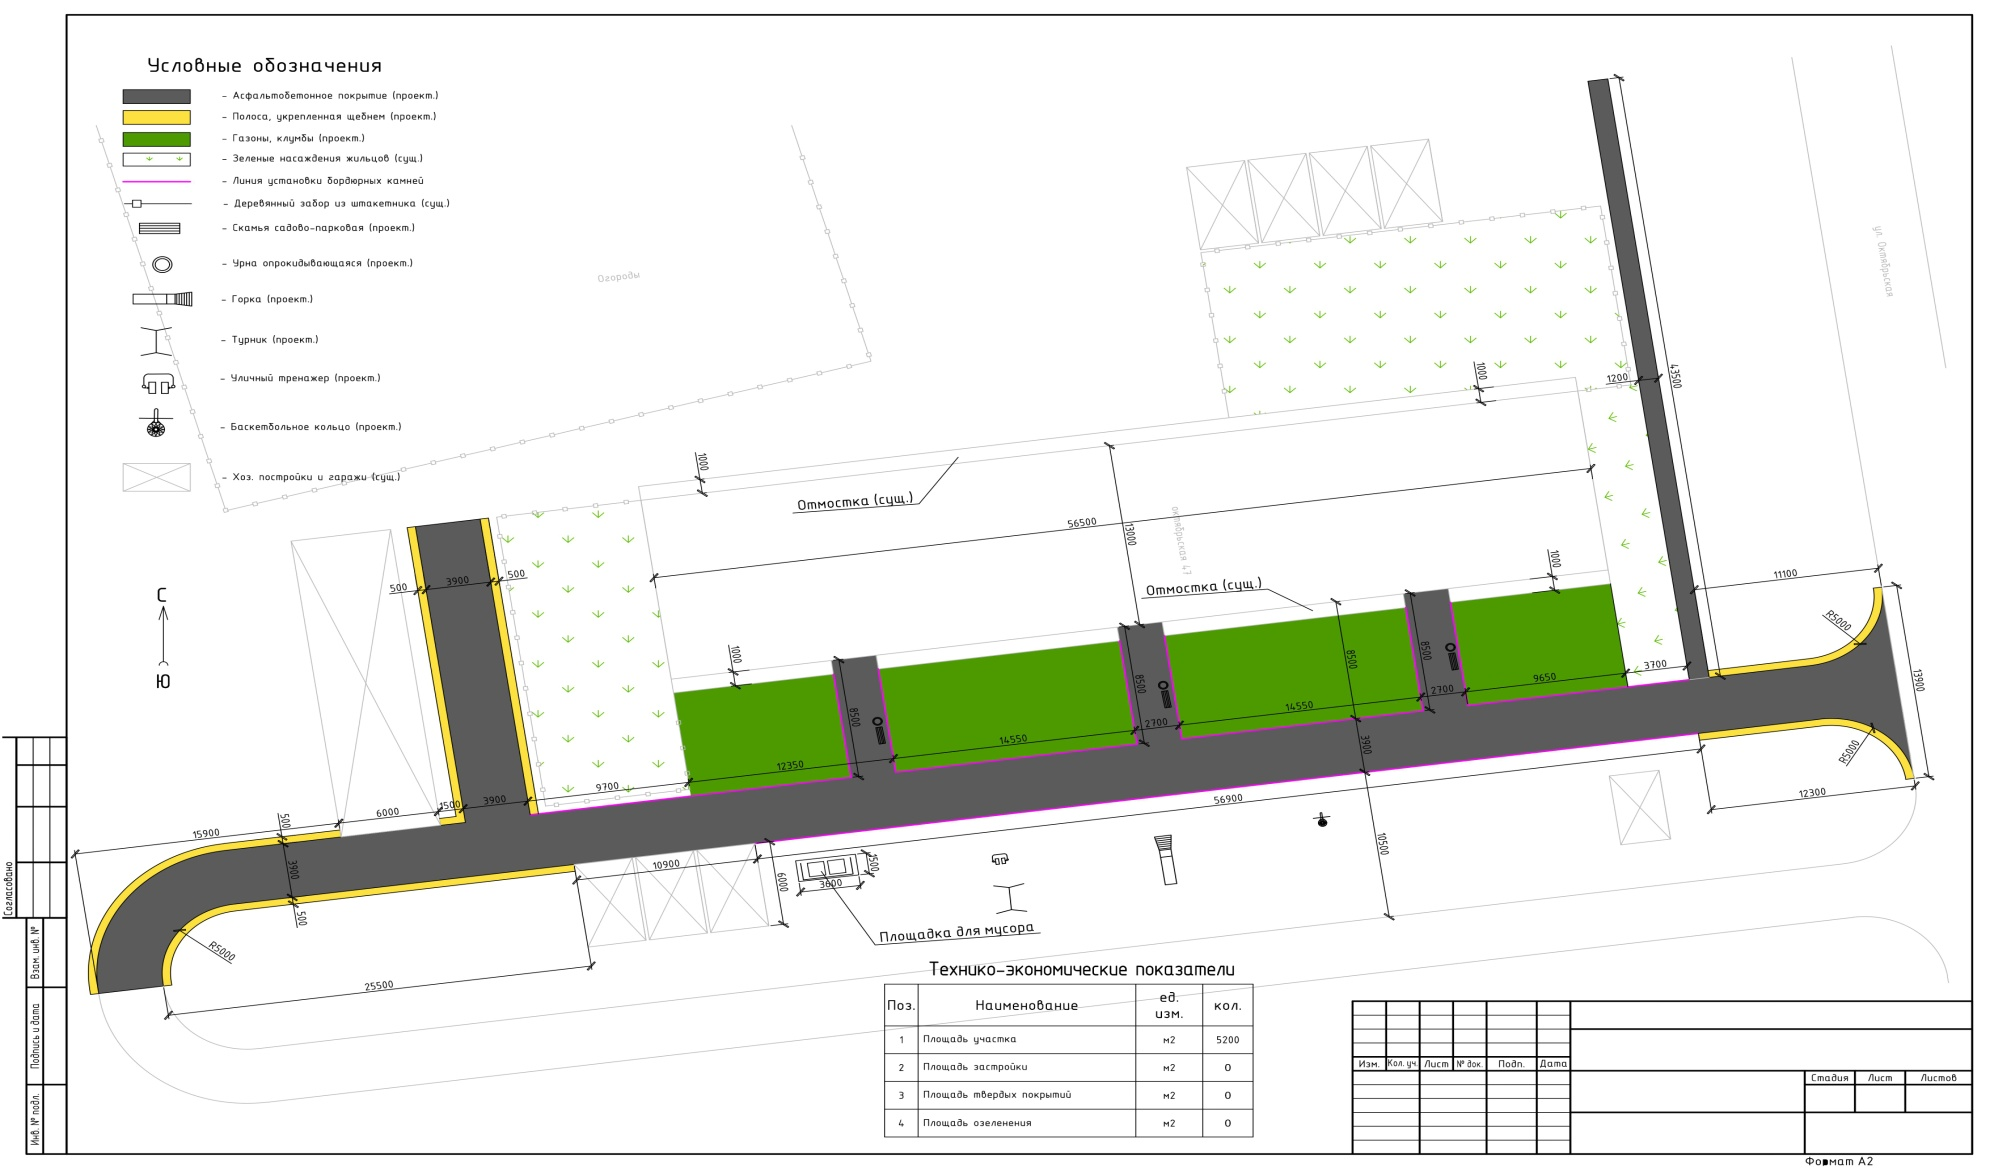 Условные обозначения
- Асфальтобетонное покрытие (проект.)
- Полоса, укрепленная щебнем (проект.)
- Газоны, клумбы (проект.)
- Зеленые насаждения жильцов (сущ.)
- Линия установки бордюрных камней
- Деревянный забор из штакетника (сущ.)
- Скамья садово-парковая (проект.)
- Урна опрокидывающаяся (проект.)
- Горка (проект.)
- Турник (проект.)
- Уличный тренажер (проект.)
- Баскетбольное кольцо (проект.)
- Хоз. постройки и гаражи (сущ.)
Огороды
ул. Октябрьская
43500
1200
1000
1000
Отмостка (сущ.)
56500
13000
октябрьская 47
Отмостка (сущ.)
1000
11100
R5000
13900
500
3900
500
С
Ю
1000
8500
8500
8500
8500
3700
9650
2700
14550
2700
14550
12350
9700
3900
1500
6000
15900
500
3900
500
R5000
25500
10900
6000
3600
1500
Площадка для мусора
3900
56900
10500
R5000
12300
Технико-экономические показатели
Поз. Наименование ед. изм. кол.
1 Площадь участка м2 5200
2 Площадь застройки м2 0
3 Площадь твердых покрытий м2 0
4 Площадь озеленения м2 0
Согласовано
Взам. инв. №
Подпись и дата
Инв. № подл.
Изм. Кол. уч. Лист № док. Подп. Дата
Стадия Лист Листов
Формат А2